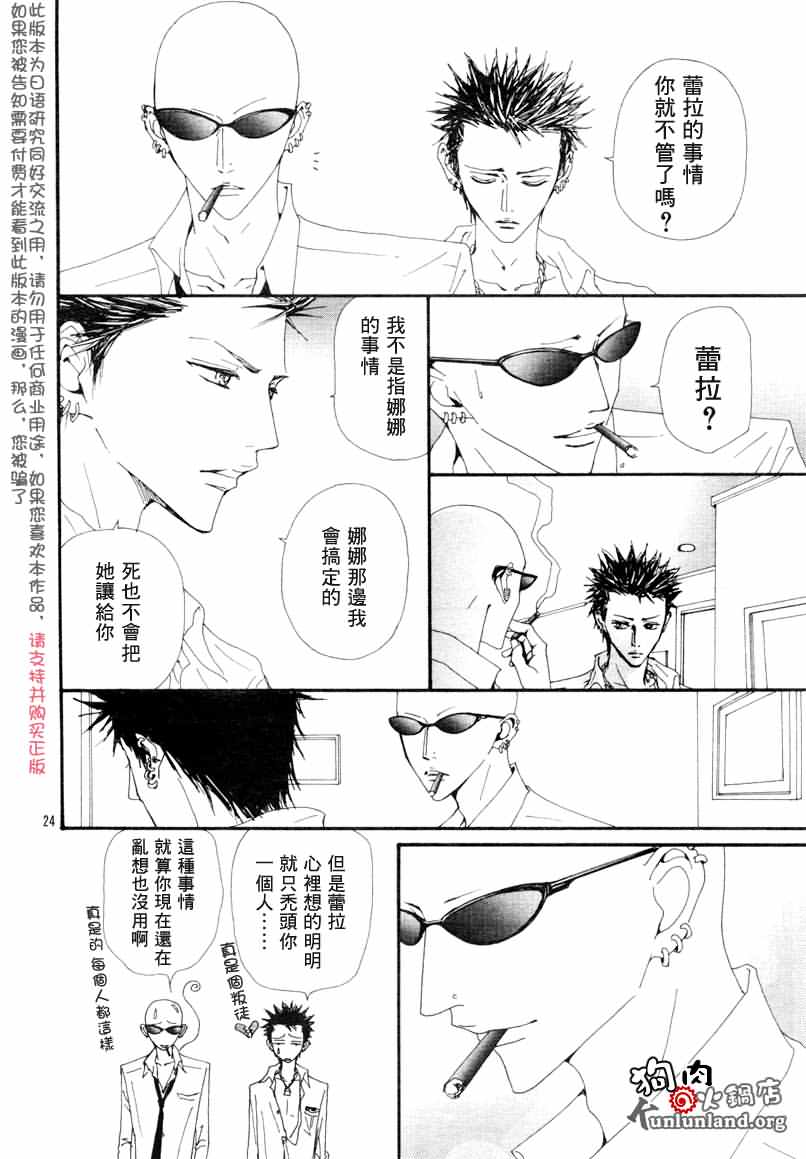 蕾拉的事情
你就不管了嗎？
蕾拉？
我不是指娜娜
的事情
娜娜那邊我
會搞定的
死也不會把
她讓給你
但是蕾拉
心裡想的明明
就只禿頭你
一個人……
真是個叛徒
這種事情
就算你現在還在
亂想也沒用啊
真是的 每個人都這樣
24
此版本为日语研究同好交流之用，请勿用于任何商业用途，如果您喜欢本作品，请支持并购买正版
如果您被告知需要付费才能看到此版本的漫画，那么，您被骗了
狗肉火鍋店
Kunlunland.org